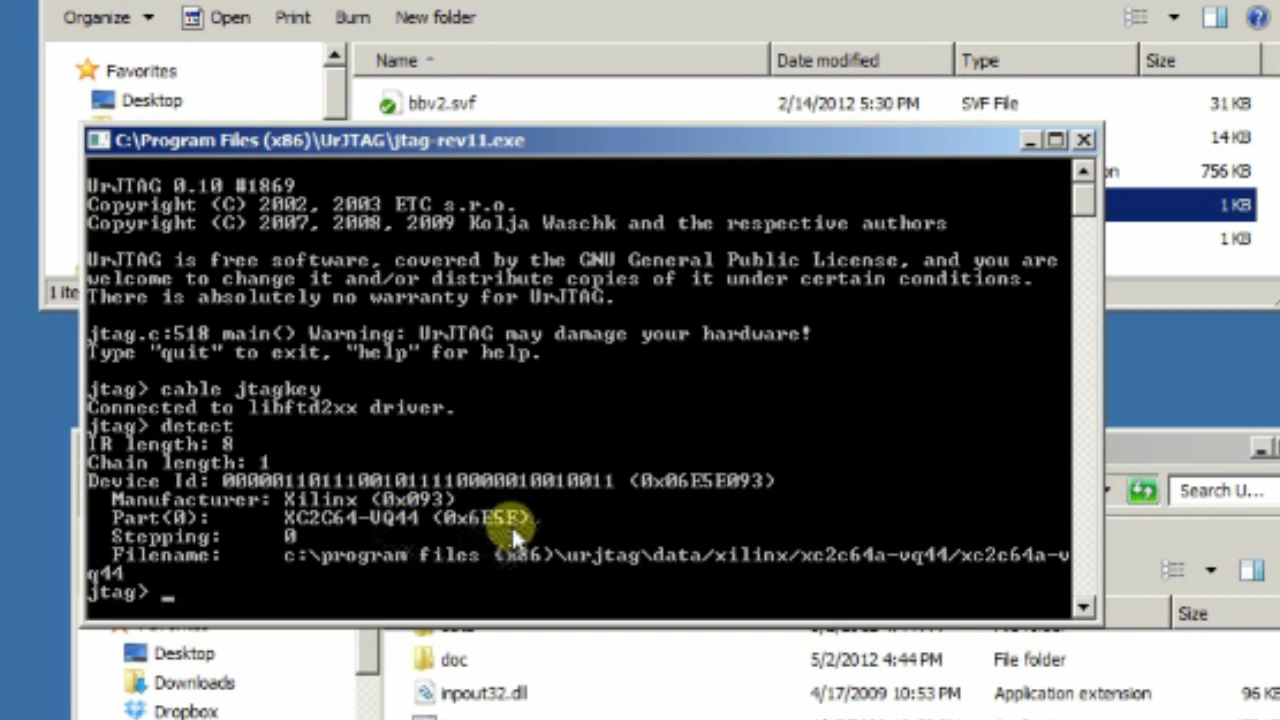 Organize Open Print Burn New folder
Name Date modified Type Size
Favorites
Desktop
bbv2.svf 2/14/2012 5:30 PM SVF File 31 KB
14 KB
756 KB
1 KB
1 KB
C:\Program Files (x86)\UrJTAG\jtag-rev11.exe
UrJTAG 0.10 #1869
Copyright (C) 2002, 2003 ETC s.r.o.
Copyright (C) 2007, 2008, 2009 Kolja Waschk and the respective authors
UrJTAG is free software, covered by the GNU General Public License, and you are
welcome to change it and/or distribute copies of it under certain conditions.
There is absolutely no warranty for UrJTAG.
jtag.c:518 main() Warning: UrJTAG may damage your hardware!
Type "quit" to exit, "help" for help.
jtag> cable jtagkey
Connected to libftd2xx driver.
jtag> detect
IR length: 8
Chain length: 1
Device Id: 00000110111001011110000010010011 (0x06E5E093)
Manufacturer: Xilinx (0x093)
Part(0): XC2C64-VQ44 (0x6E5E)
Stepping: 0
Filename: c:\program files (x86)\urjtag\data/xilinx/xc2c64a-vq44/xc2c64a-v
q44
jtag> _
1 ite
Search U...
Size
Desktop
Downloads
Dropbox
doc 5/2/2012 4:44 PM File folder
inpout32.dll 4/17/2009 10:53 PM Application extension 96 KB